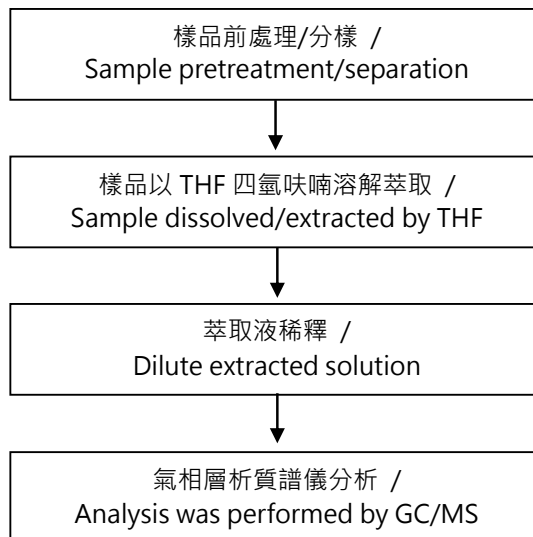 樣品前處理/分樣 /
Sample pretreatment/separation
樣品以 THF 四氫呋喃溶解萃取 /
Sample dissolved/extracted by THF
萃取液稀釋 /
Dilute extracted solution
氣相層析質譜儀分析 /
Analysis was performed by GC/MS